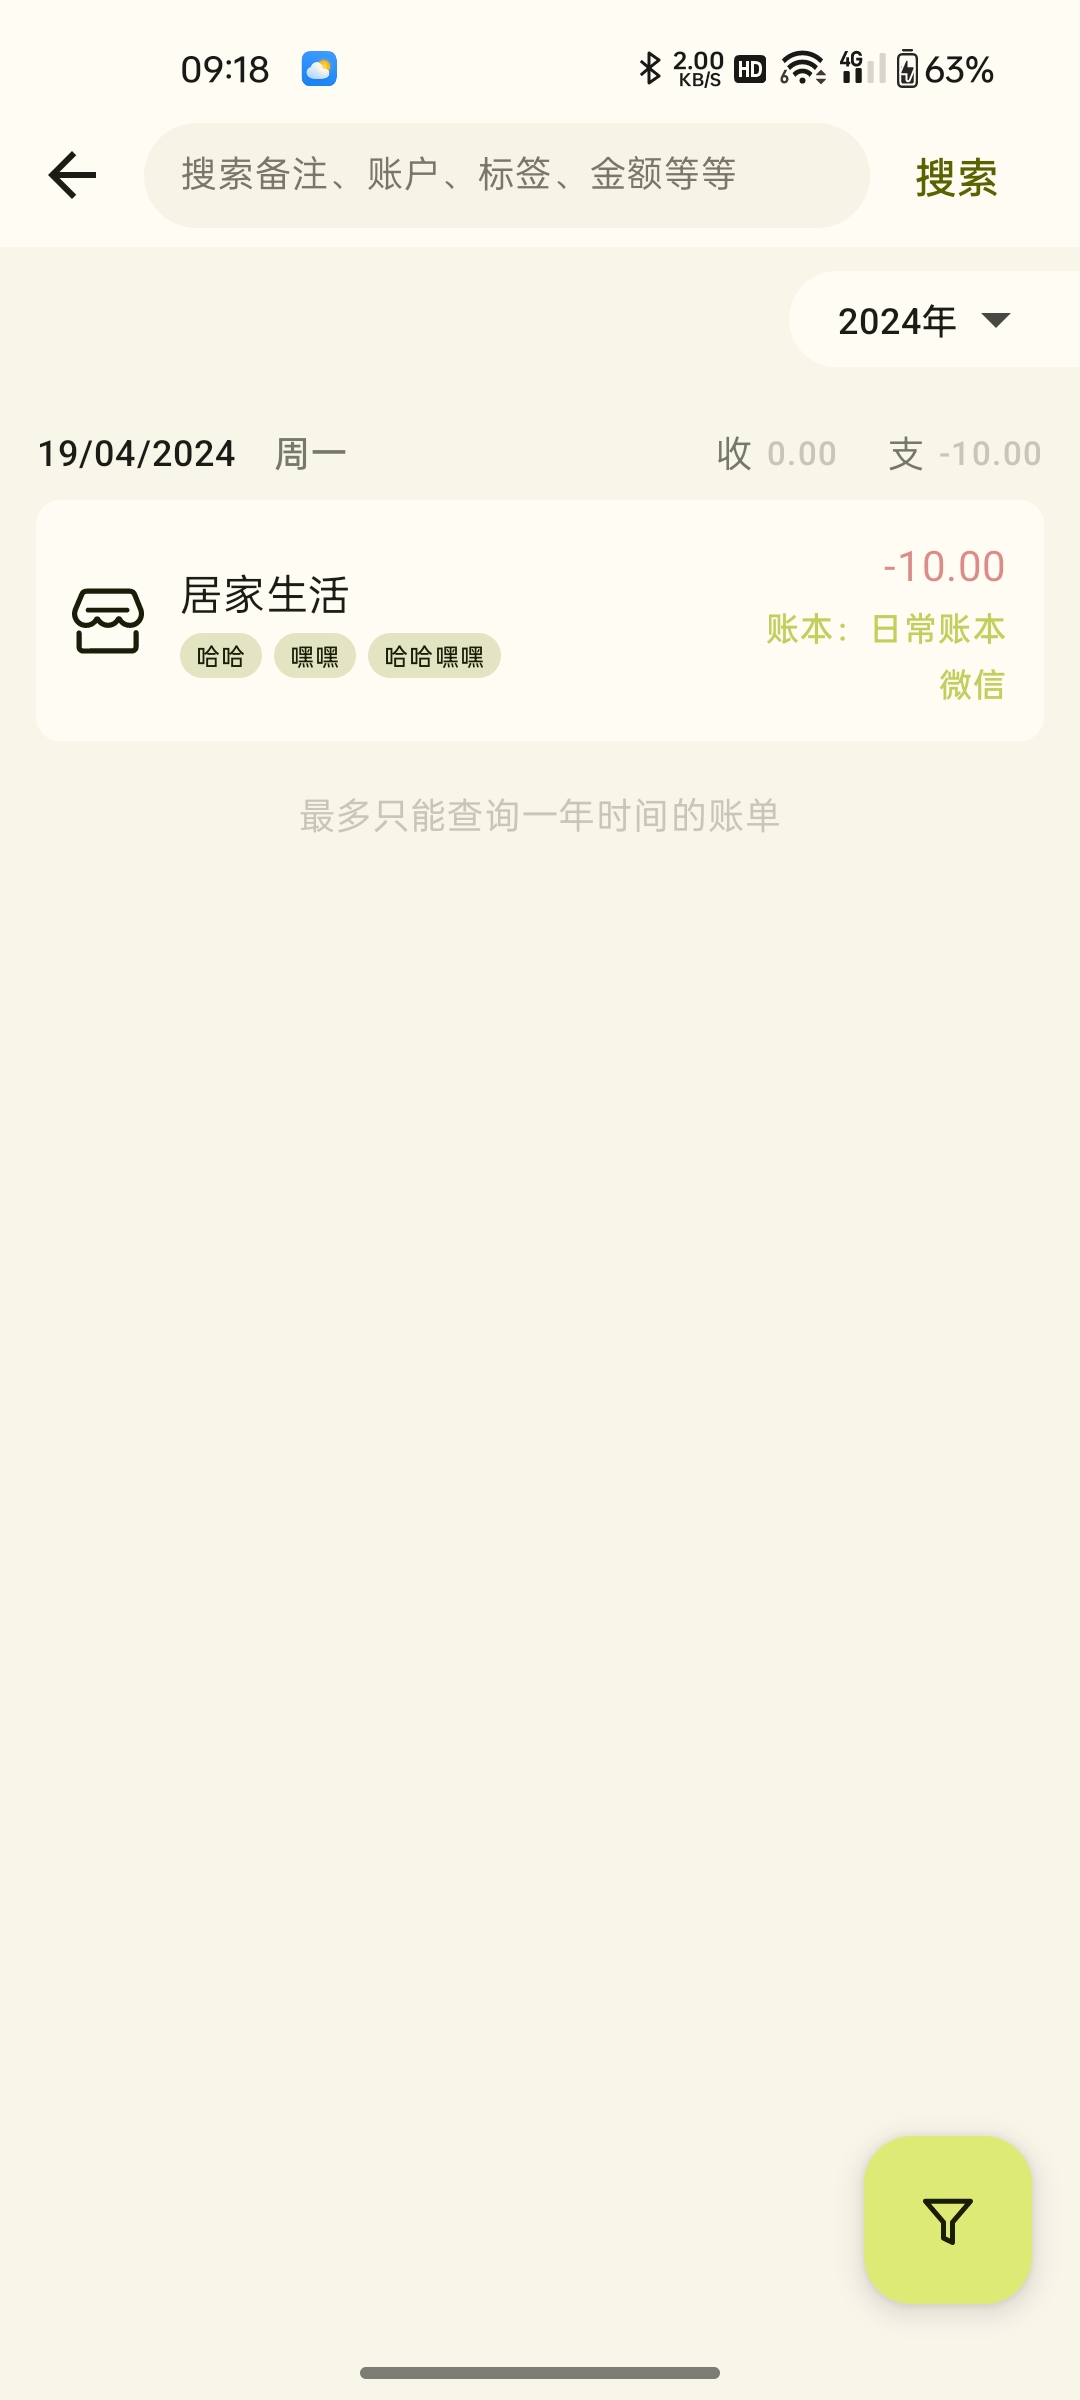 09:18 2.00 KB/S HD 6 4G 63%
搜索备注、账户、标签、金额等等 搜索
2024年
19/04/2024 周一 收 0.00 支 -10.00
居家生活 -10.00
哈哈 嘿嘿 哈哈嘿嘿 账本：日常账本
微信
最多只能查询一年时间的账单